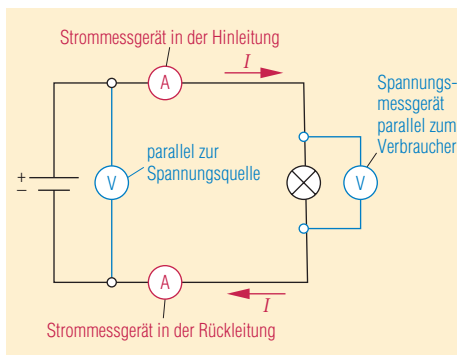 Strommessgerät in der Hinleitung
A
I
Spannungs-
messgerät
parallel zum
Verbraucher
parallel zur
Spannungsquelle
+
–
V
V
A
I
Strommessgerät in der Rückleitung